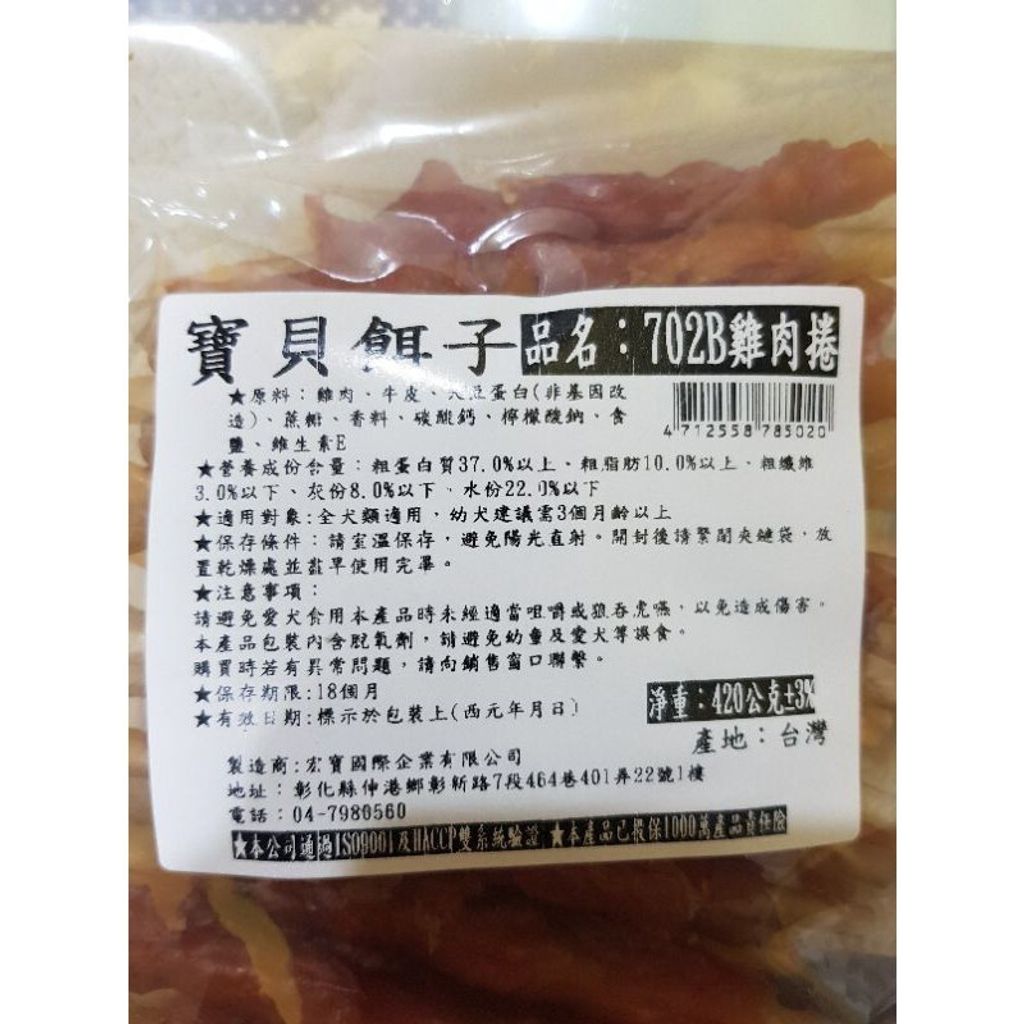 寶貝餌子 品名：702B雞肉捲
★原料：雞肉、牛皮、大豆蛋白(非基因改
造)、蔗糖、香料、碳酸鈣、檸檬酸鈉、食
鹽、維生素E
4 712558 785020
★營養成份含量：粗蛋白質37.0%以上、粗脂肪10.0%以上、粗纖維
3.0%以下、灰份8.0%以下、水份22.0%以下
★適用對象:全犬類適用，幼犬建議需3個月齡以上
★保存條件：請室溫保存，避免陽光直射。開封後請緊閉夾鏈袋，放
置乾燥處並盡早使用完畢。
★注意事項：
請避免愛犬食用本產品時未經適當咀嚼或狼吞虎嚥，以免造成傷害。
本產品包裝內含脫氧劑，請避免幼童及愛犬等誤食。
購買時若有異常問題，請向銷售窗口聯繫。
★保存期限:18個月
★有效日期:標示於包裝上(西元年月日)
淨重：420公克±3%
產地：台灣
製造商:宏寶國際企業有限公司
地址：彰化縣伸港鄉彰新路7段464巷401弄22號1樓
電話：04-7986560
★本公司通過ISO9001及HACCP雙系統驗證 ★本產品已投保1000萬產品責任險